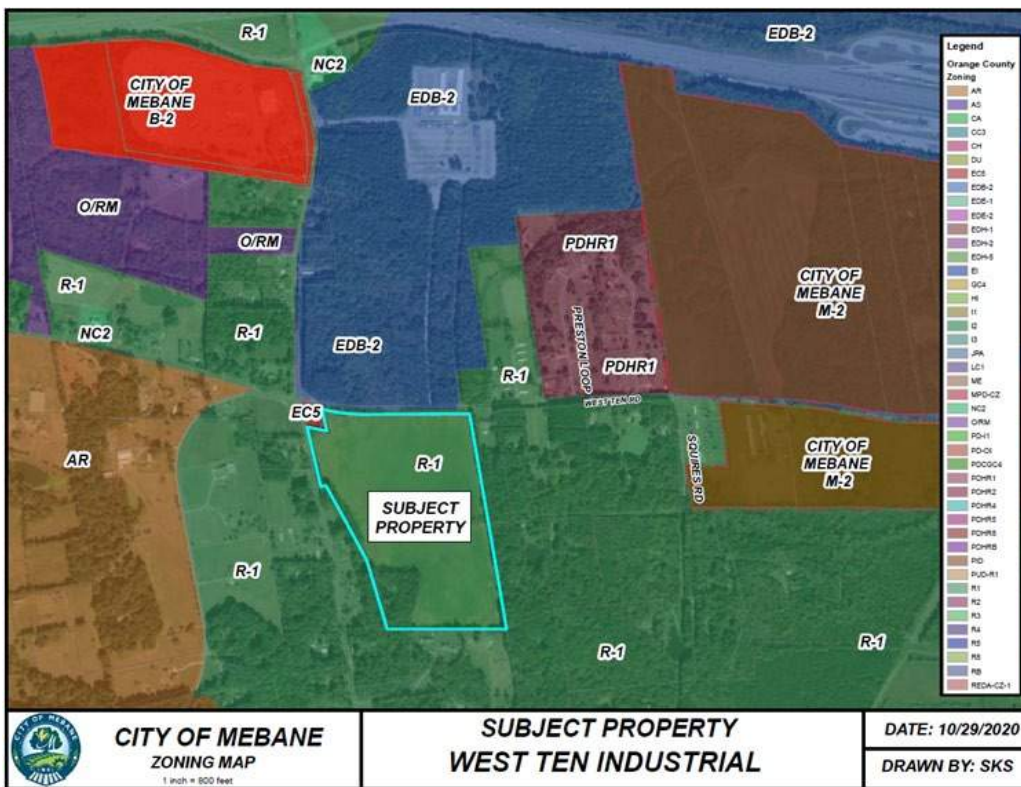 R-1
NC2
EDB-2
CITY OF
MEBANE
B-2
EDB-2
O/RM
O/RM
PDHR1
CITY OF
MEBANE
M-2
R-1
R-1
NC2
PRESTON LOOP
EDB-2
PDHR1
R-1
WEST TEN RD
EC5
AR
R-1
SQUIRES RD
CITY OF
MEBANE
M-2
SUBJECT
PROPERTY
R-1
R-1
R-1
Legend
Orange County
Zoning
AR
AS
CA
CC3
CH
DU
EC5
EDB-2
EDE-1
EDE-2
EDH-1
EDH-2
EDH-5
EI
GC4
HI
I1
I2
I3
JPA
LC1
ME
MPD-CZ
NC2
O/RM
PD-I1
PD-OI
PDCGC4
PDHR1
PDHR2
PDHR4
PDHR5
PDHR8
PDHRB
PID
PUD-R1
R1
R2
R3
R4
R5
R8
RB
REDA-CZ-1
CITY OF MEBANE
CITY OF MEBANE
ZONING MAP
1 inch = 800 feet
SUBJECT PROPERTY
WEST TEN INDUSTRIAL
DATE: 10/29/2020
DRAWN BY: SKS